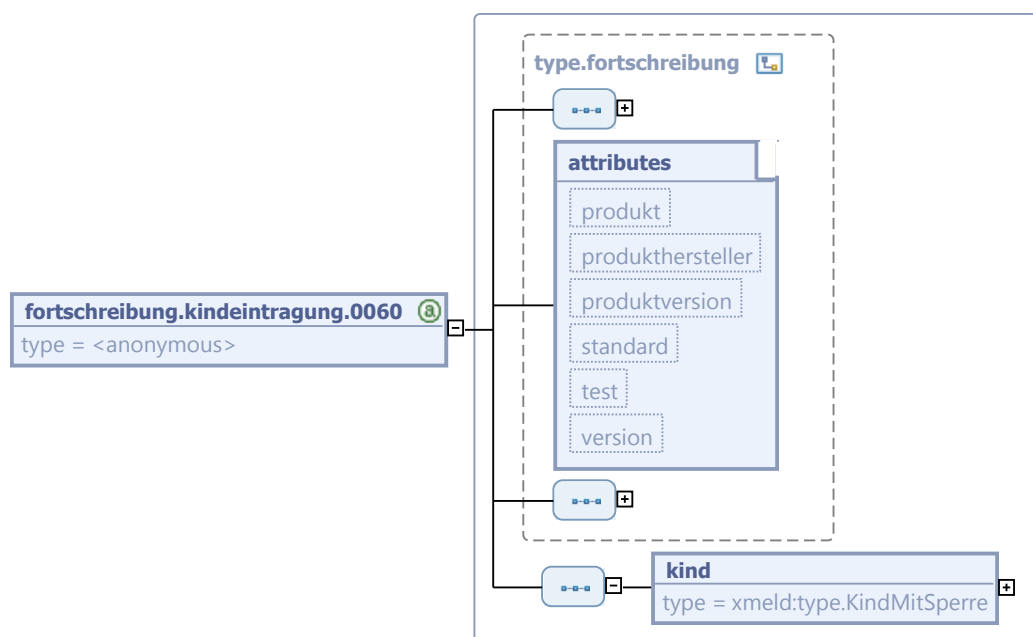 type.fortschreibung
attributes
produkt
produkthersteller
produktversion
standard
test
version
fortschreibung.kindeintragung.0060
type = <anonymous>
kind
type = xmeld:type.KindMitSperre